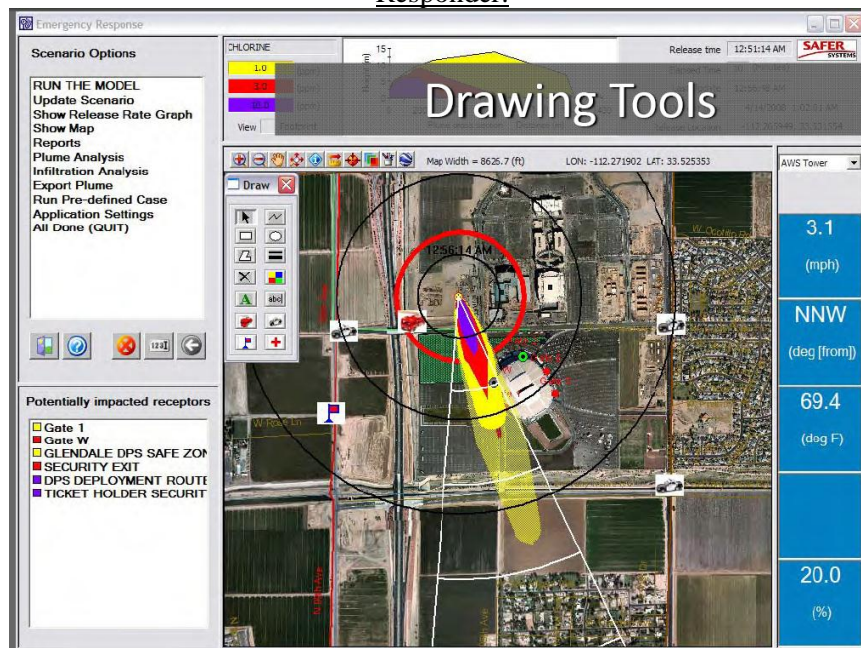 Responder.
Emergency Response
Scenario Options
RUN THE MODEL
Update Scenario
Show Release Rate Graph
Show Map
Reports
Plume Analysis
Infiltration Analysis
Export Plume
Run Pre-defined Case
Application Settings
All Done (QUIT)
Potentially impacted receptors
Gate 1
Gate W
GLENDALE DPS SAFE ZON
SECURITY EXIT
DPS DEPLOYMENT ROUTE
TICKET HOLDER SECURIT
CHLORINE
1.0 (ppm)
3.0
View
15
Release time 12:51:14 AM
SAFER
SYSTEMS
Drawing Tools
Map Width = 8626.7 (ft) LON: -112.271902 LAT: 33.525353
Draw
A abc
12:56:14 AM
W Rose Ln
AWS Tower
3.1
(mph)
NNW
(deg [from])
69.4
(deg F)
20.0
(%)